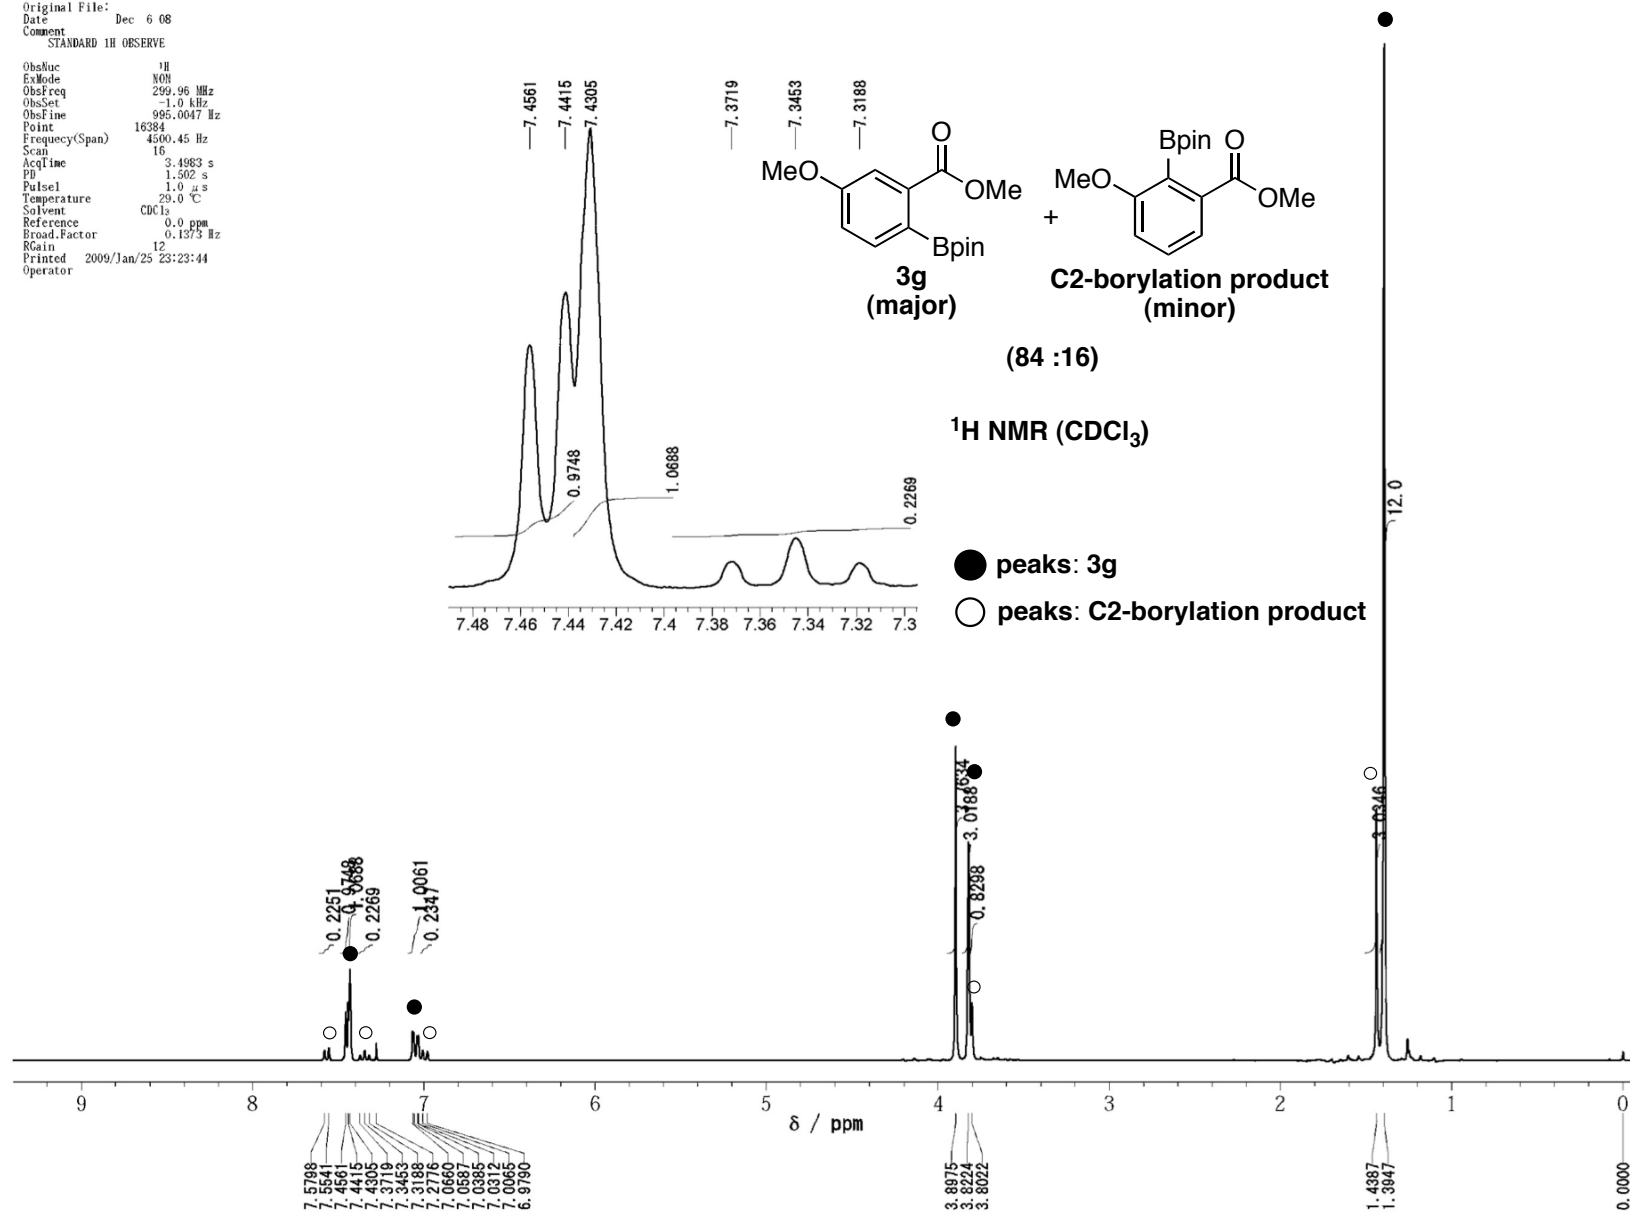 Original File:
Date Dec 6 08
Comment
STANDARD 1H OBSERVE
ObsNuc 1H
ExMode NON
ObsFreq 299.96 MHz
ObsSet -1.0 kHz
ObsFine 995.0047 Hz
Point 16384
Frequecy(Span) 4500.45 Hz
Scan 16
AcqTime 3.4983 s
PD 1.502 s
Pulse1 1.0 μs
Temperature 29.0 ℃
Solvent CDCl3
Reference 0.0 ppm
Broad.Factor 0.1373 Hz
RGain 12
Printed 2009/Jan/25 23:23:44
Operator
7.4561
7.4415
7.4305
7.3719
7.3453
7.3188
0.9748
1.0688
0.2269
7.48 7.46 7.44 7.42 7.4 7.38 7.36 7.34 7.32 7.3
MeO
O
OMe
Bpin
3g
(major)
+
Bpin
MeO
O
OMe
C2-borylation product
(minor)
(84 :16)
1H NMR (CDCl3)
peaks: 3g
peaks: C2-borylation product
0.2251
0.9748
1.0688
0.2269
1.0061
0.2347
3.0188
0.8298
3.0346
12.0
9 8 7 6 5 4 3 2 1 0
δ / ppm
7.5798
7.5541
7.4561
7.4415
7.4305
7.3719
7.3453
7.3188
7.2776
7.0660
7.0587
7.0385
7.0312
7.0065
6.9790
3.8975
3.8224
3.8022
1.4387
1.3947
0.0000